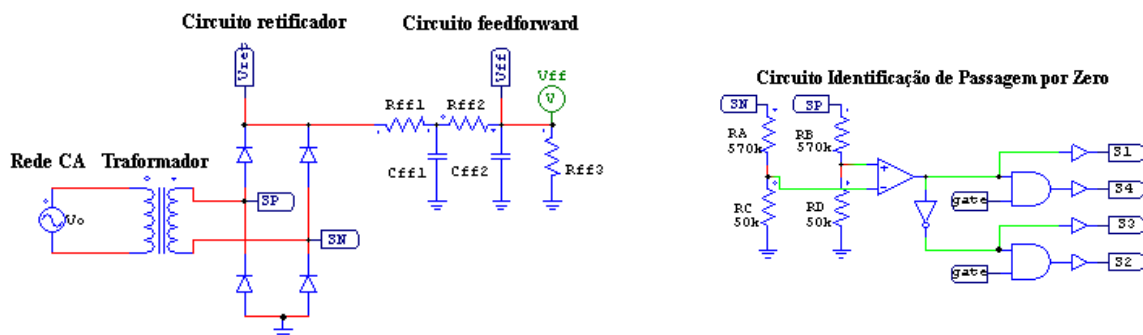 Circuito retificador
Circuito feedforward
Vref
Vff
Vff
V
Rff1
Rff2
Cff1
Cff2
Rff3
Rede CA
Traformador
Vo
SP
SN
Circuito Identificação de Passagem por Zero
SN
SP
RA
570k
RB
570k
RC
50k
RD
50k
gate
gate
S1
S4
S3
S2